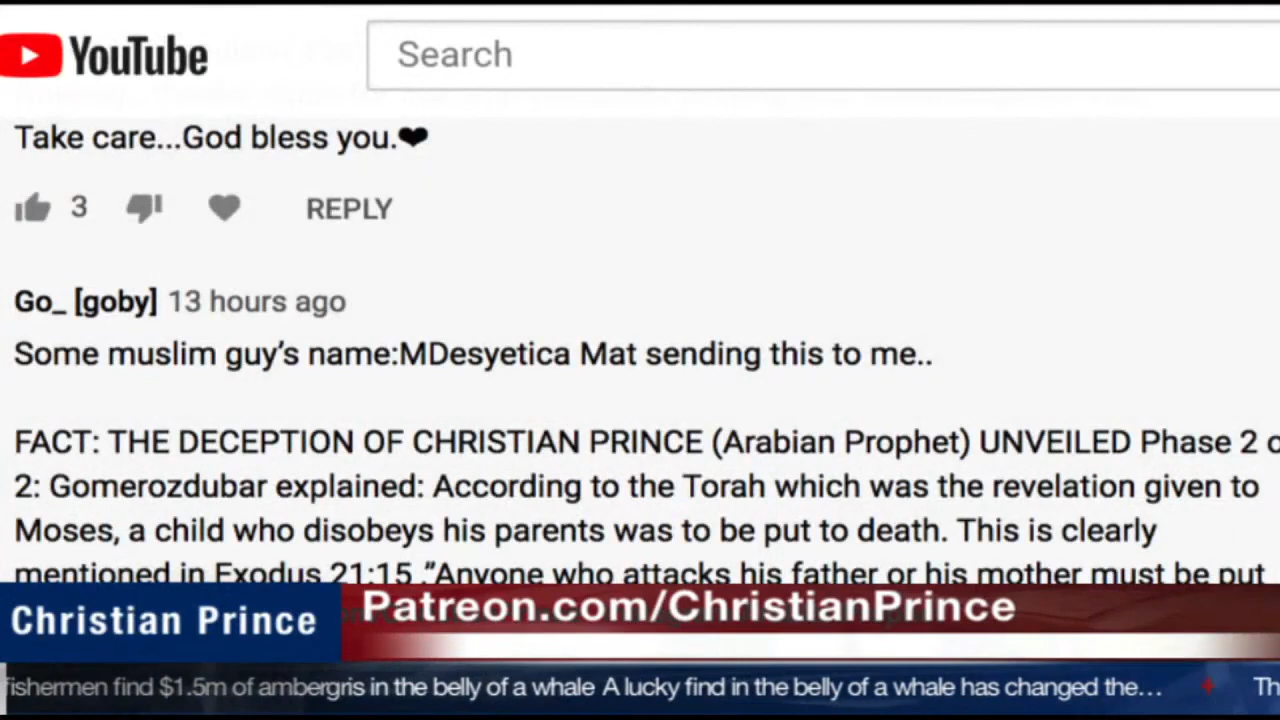 YouTube
Search
Take care...God bless you.❤
3
REPLY
Go_ [goby] 13 hours ago
Some muslim guy's name:MDesyetica Mat sending this to me..
FACT: THE DECEPTION OF CHRISTIAN PRINCE (Arabian Prophet) UNVEILED Phase 2 o
2: Gomerozdubar explained: According to the Torah which was the revelation given to
Moses, a child who disobeys his parents was to be put to death. This is clearly
mentioned in Exodus 21:15 ."Anyone who attacks his father or his mother must be put
Christian Prince
Patreon.com/ChristianPrince
fishermen find $1.5m of ambergris in the belly of a whale A lucky find in the belly of a whale has changed the... Th